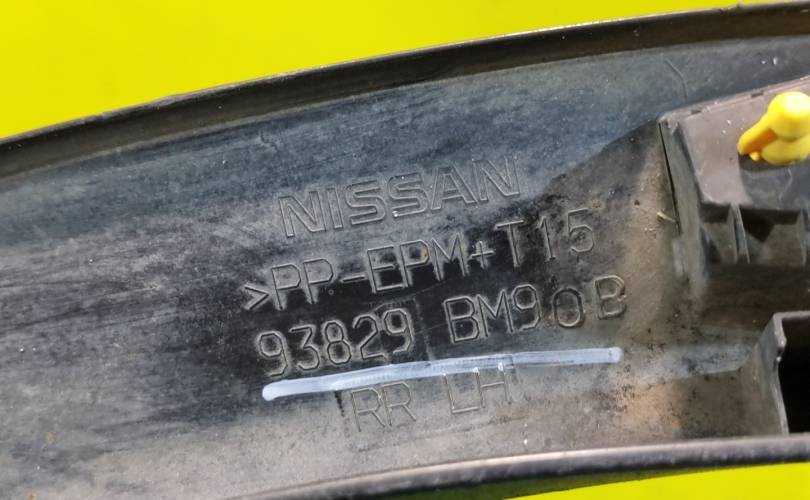 NISSAN
>PP-EPM+T15
93829 BM90B
RR LH